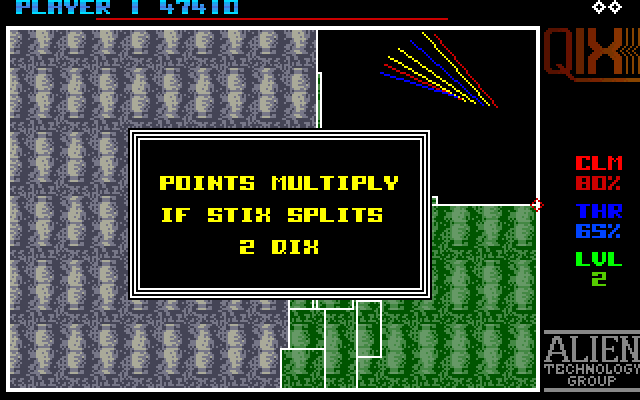 PLAYER 1 47410
QIX
POINTS MULTIPLY
IF STIX SPLITS
2 QIX
CLM
80%
THR
65%
LVL
2
ALIEN
TECHNOLOGY
GROUP